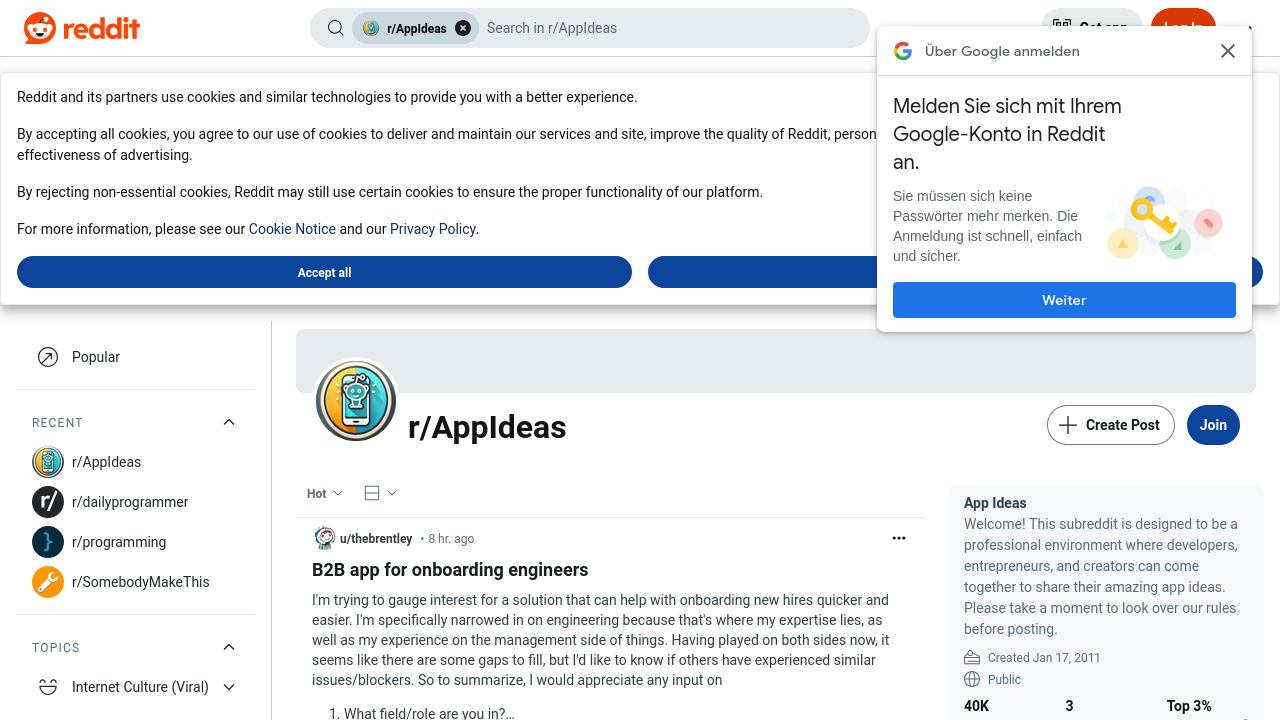 reddit
r/AppIdeas
Search in r/AppIdeas
Über Google anmelden
Melden Sie sich mit Ihrem
Google-Konto in Reddit
an.
Sie müssen sich keine
Passwörter mehr merken. Die
Anmeldung ist schnell, einfach
und sicher.
Weiter
Reddit and its partners use cookies and similar technologies to provide you with a better experience.
By accepting all cookies, you agree to our use of cookies to deliver and maintain our services and site, improve the quality of Reddit, person
effectiveness of advertising.
By rejecting non-essential cookies, Reddit may still use certain cookies to ensure the proper functionality of our platform.
For more information, please see our Cookie Notice and our Privacy Policy.
Accept all
Popular
RECENT
r/AppIdeas
r/dailyprogrammer
r/programming
r/SomebodyMakeThis
TOPICS
Internet Culture (Viral)
r/AppIdeas
Create Post
Join
Hot
u/thebrentley • 8 hr. ago
B2B app for onboarding engineers
I'm trying to gauge interest for a solution that can help with onboarding new hires quicker and
easier. I'm specifically narrowed in on engineering because that's where my expertise lies, as
well as my experience on the management side of things. Having played on both sides now, it
seems like there are some gaps to fill, but I'd like to know if others have experienced similar
issues/blockers. So to summarize, I would appreciate any input on
1. What field/role are you in?…
App Ideas
Welcome! This subreddit is designed to be a
professional environment where developers,
entrepreneurs, and creators can come
together to share their amazing app ideas.
Please take a moment to look over our rules
before posting.
Created Jan 17, 2011
Public
40K 3 Top 3%